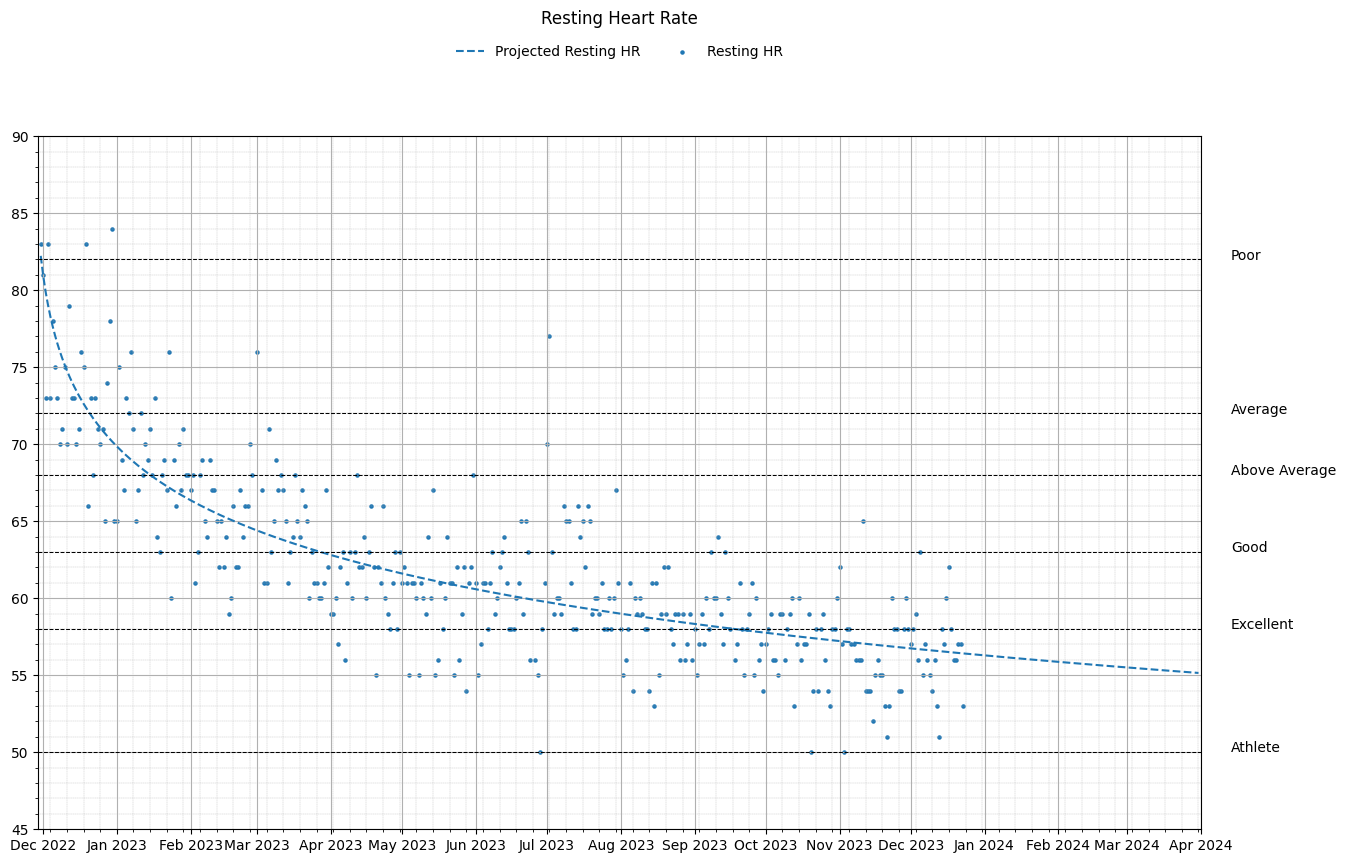 Resting Heart Rate
Projected Resting HR Resting HR
90
85
Poor
80
75
Average
70
Above Average
65
Good
60
Excellent
55
50
Athlete
45
Dec 2022 Jan 2023 Feb 2023 Mar 2023 Apr 2023 May 2023 Jun 2023 Jul 2023 Aug 2023 Sep 2023 Oct 2023 Nov 2023 Dec 2023 Jan 2024 Feb 2024 Mar 2024 Apr 2024